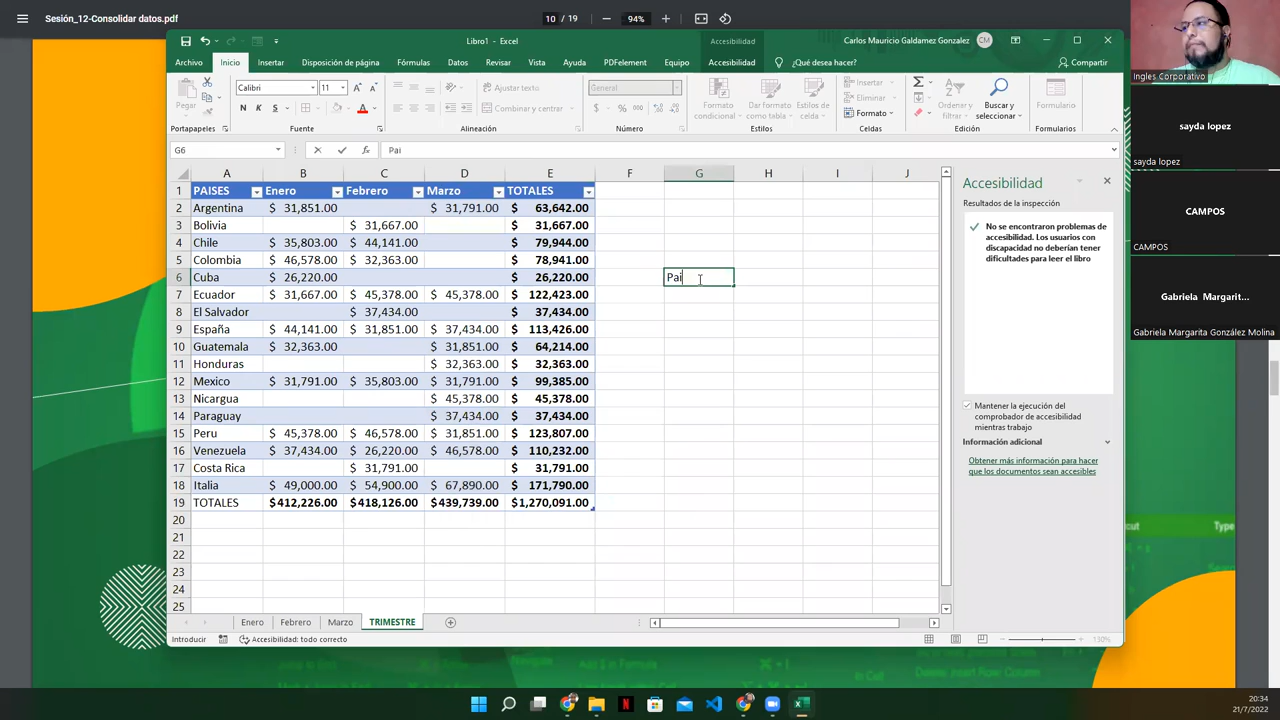 Sesión_12-Consolidar datos.pdf
10 / 19
94%
Libro1 - Excel
Accesibilidad
Carlos Mauricio Galdamez Gonzalez
CM
Archivo Inicio Insertar Disposición de página Fórmulas Datos Revisar Vista Ayuda PDFelement Equipo Accesibilidad ¿Qué desea hacer? Compartir
Pegar
Calibri 11
N K S
Ajustar texto
Combinar y centrar
General
$ % 000
Formato condicional
Dar formato como tabla
Estilos de celda
Insertar
Eliminar
Formato
Ordenar y filtrar
Buscar y seleccionar
Formulario
Portapapeles Fuente Alineación Número Estilos Celdas Edición Formularios
G6 fx Pai
A B C D E F G H I J
1 PAISES Enero Febrero Marzo TOTALES
2 Argentina $ 31,851.00 $ 31,791.00 $ 63,642.00
3 Bolivia $ 31,667.00 $ 31,667.00
4 Chile $ 35,803.00 $ 44,141.00 $ 79,944.00
5 Colombia $ 46,578.00 $ 32,363.00 $ 78,941.00
6 Cuba $ 26,220.00 $ 26,220.00 Pai
7 Ecuador $ 31,667.00 $ 45,378.00 $ 45,378.00 $ 122,423.00
8 El Salvador $ 37,434.00 $ 37,434.00
9 España $ 44,141.00 $ 31,851.00 $ 37,434.00 $ 113,426.00
10 Guatemala $ 32,363.00 $ 31,851.00 $ 64,214.00
11 Honduras $ 32,363.00 $ 32,363.00
12 Mexico $ 31,791.00 $ 35,803.00 $ 31,791.00 $ 99,385.00
13 Nicargua $ 45,378.00 $ 45,378.00
14 Paraguay $ 37,434.00 $ 37,434.00
15 Peru $ 45,378.00 $ 46,578.00 $ 31,851.00 $ 123,807.00
16 Venezuela $ 37,434.00 $ 26,220.00 $ 46,578.00 $ 110,232.00
17 Costa Rica $ 31,791.00 $ 31,791.00
18 Italia $ 49,000.00 $ 54,900.00 $ 67,890.00 $ 171,790.00
19 TOTALES $412,226.00 $418,126.00 $439,739.00 $1,270,091.00
20
21
22
23
24
25
Enero Febrero Marzo TRIMESTRE
Introducir Accesibilidad: todo correcto 130%
Accesibilidad
Resultados de la inspección
No se encontraron problemas de
accesibilidad. Los usuarios con
discapacidad no deberían tener
dificultades para leer el libro
Mantener la ejecución del
comprobador de accesibilidad
mientras trabajo
Información adicional
Obtener más información para hacer
que los documentos sean accesibles
Ingles Corporativo
sayda lopez
sayda lopez
CAMPOS
CAMPOS
Gabriela Margarit...
Gabriela Margarita González Molina
20:34
21/7/2022